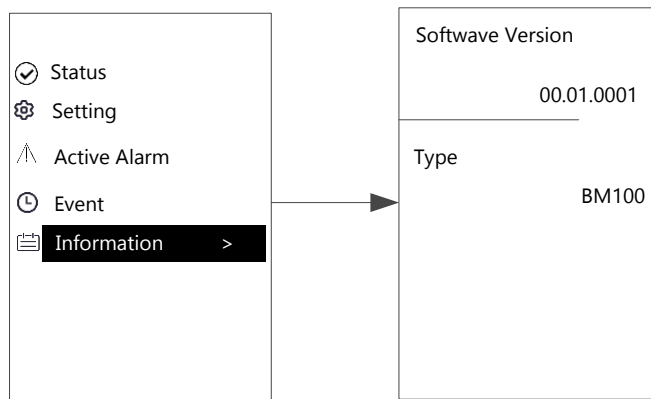 Status
Setting
Active Alarm
Event
Information >
Softwave Version
00.01.0001
Type
BM100